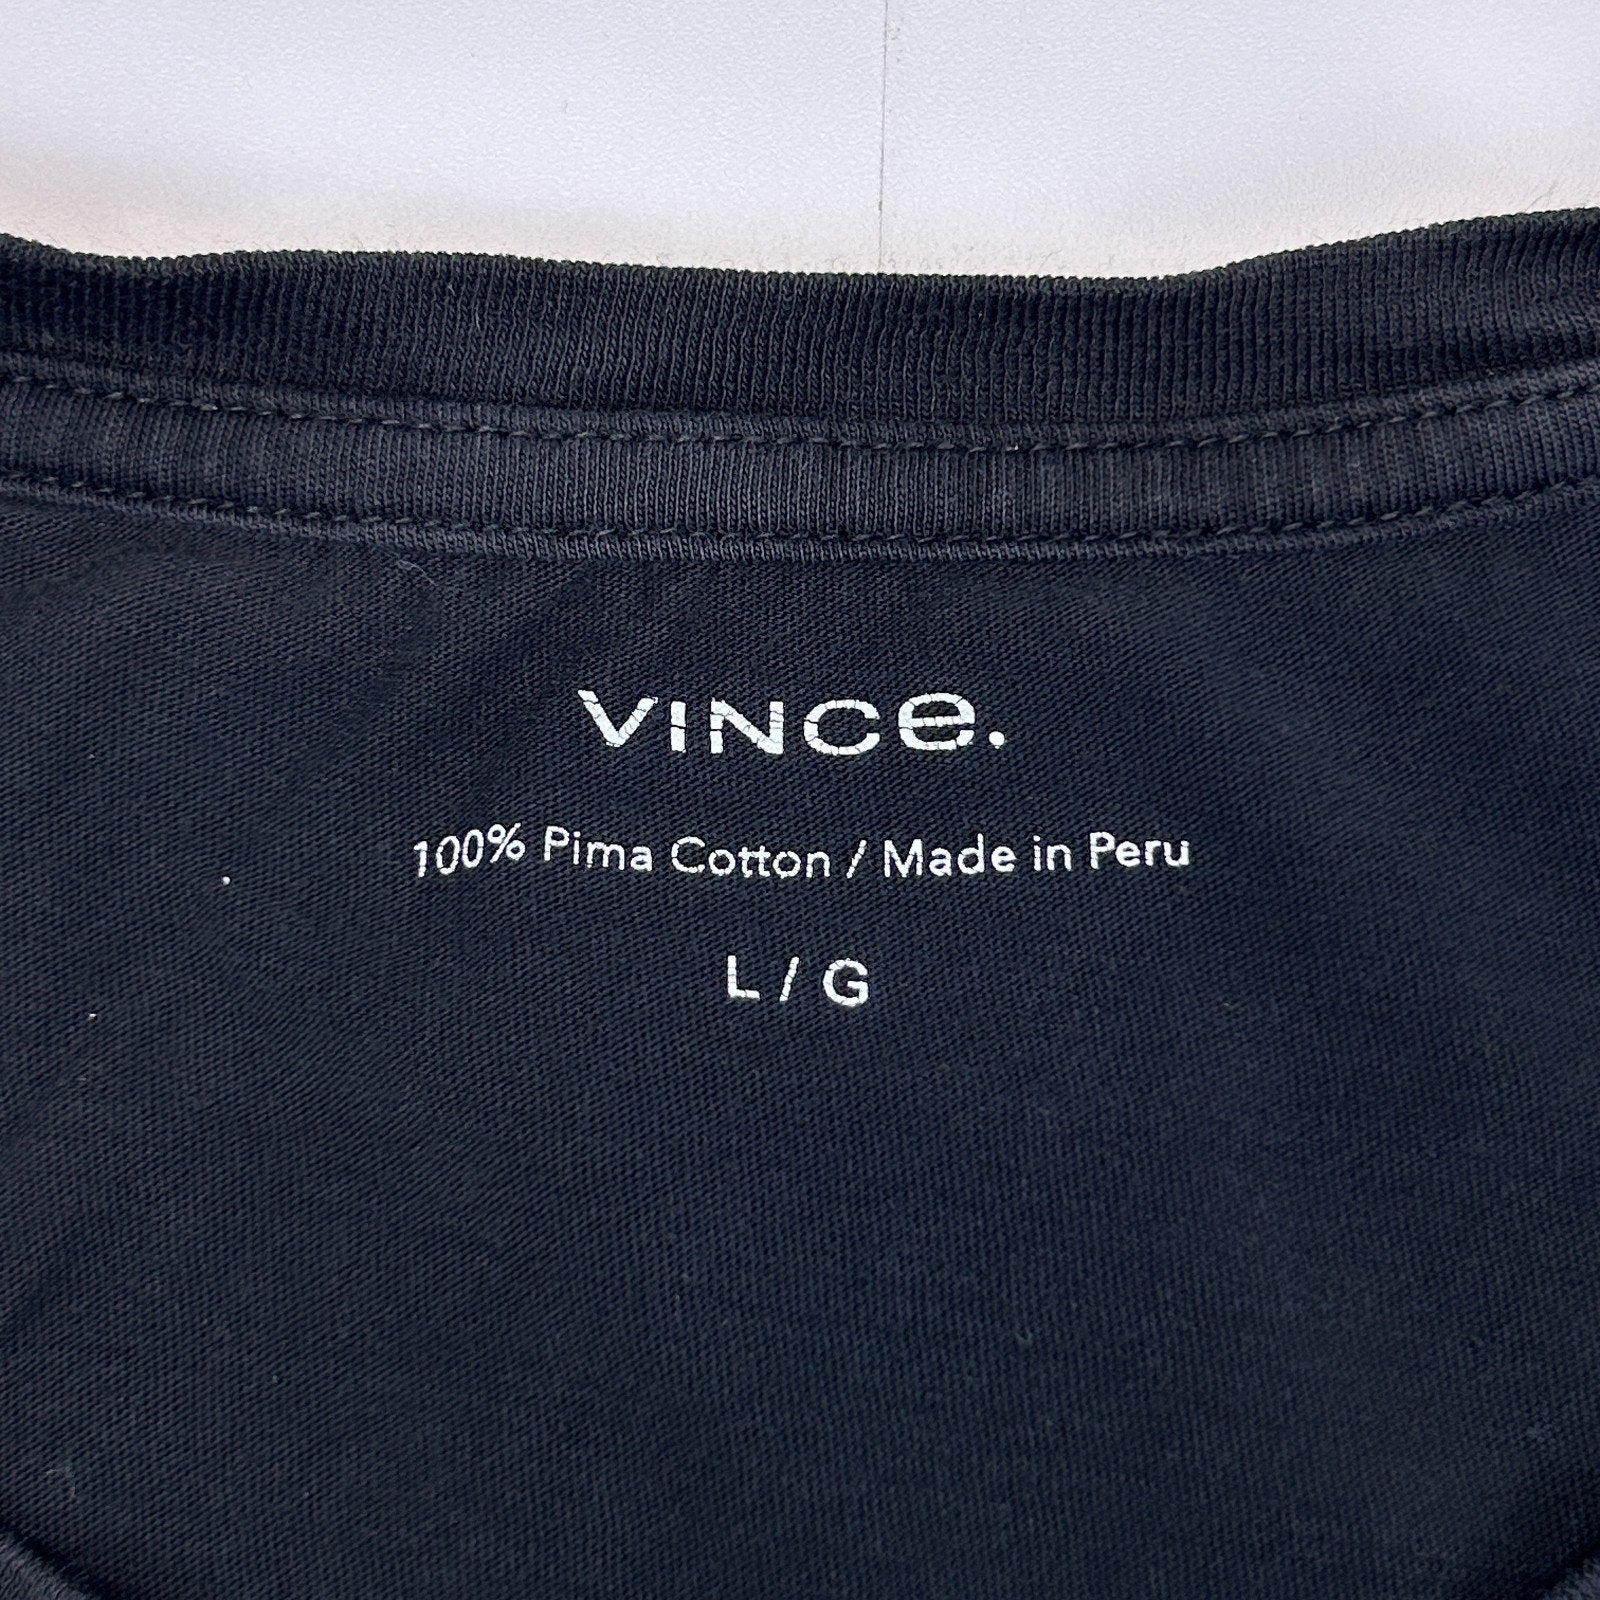 VINCe.
100% Pima Cotton / Made in Peru
L / G